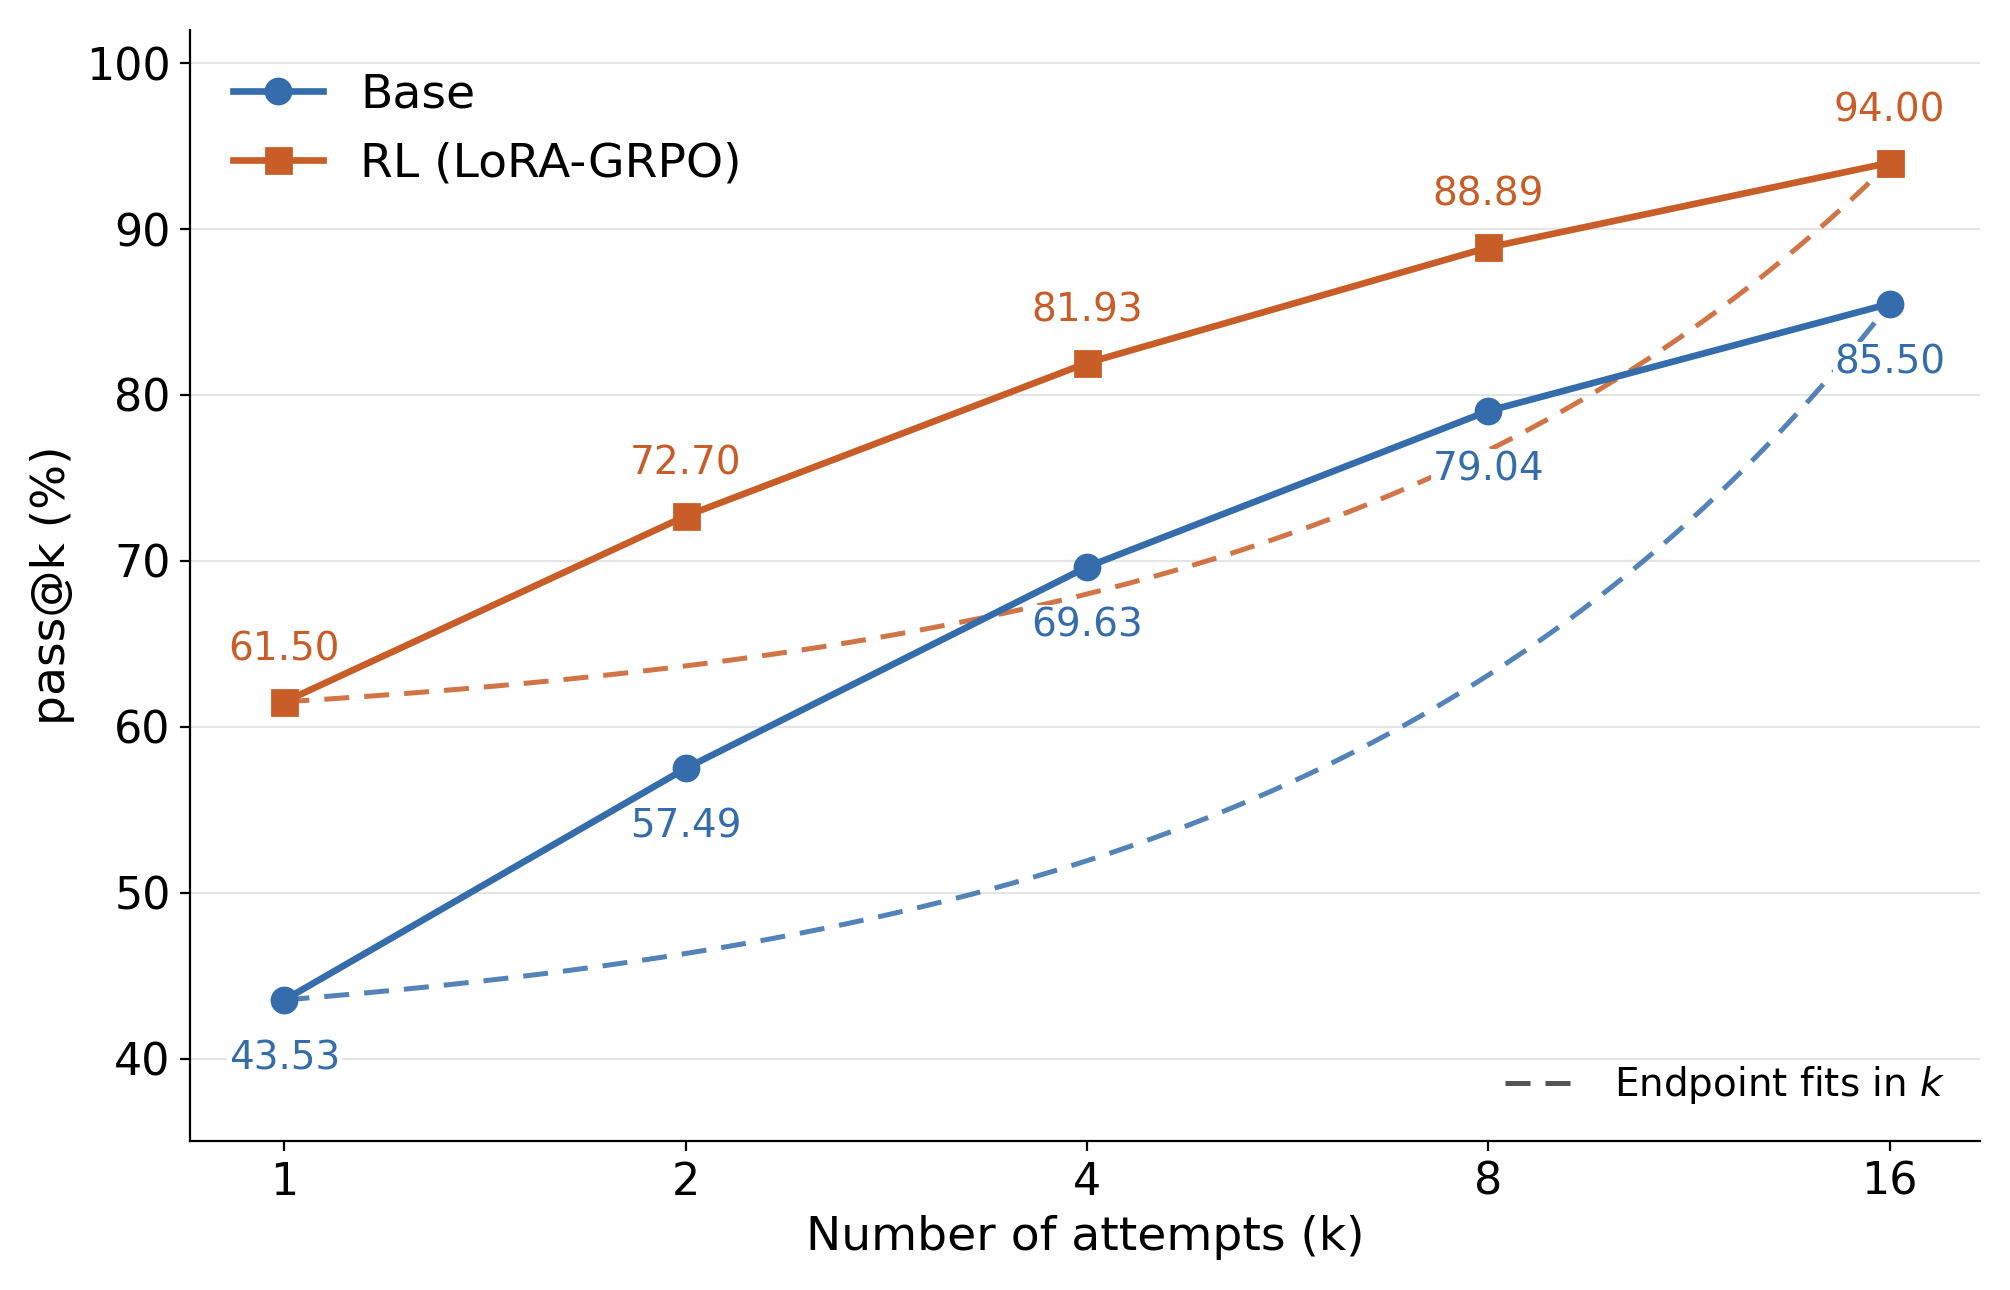 100
90
80
70
60
50
40
pass@k (%)
Base
RL (LoRA-GRPO)
94.00
88.89
81.93
72.70
61.50
85.50
79.04
69.63
57.49
43.53
Endpoint fits in k
1 2 4 8 16
Number of attempts (k)